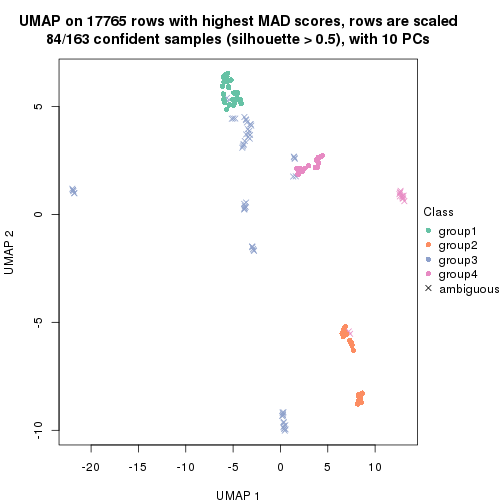 UMAP on 17765 rows with highest MAD scores, rows are scaled
84/163 confident samples (silhouette > 0.5), with 10 PCs
5
0
-5
-10
UMAP 2
-20
-15
-10
-5
0
5
10
UMAP 1
Class
group1
group2
group3
group4
ambiguous